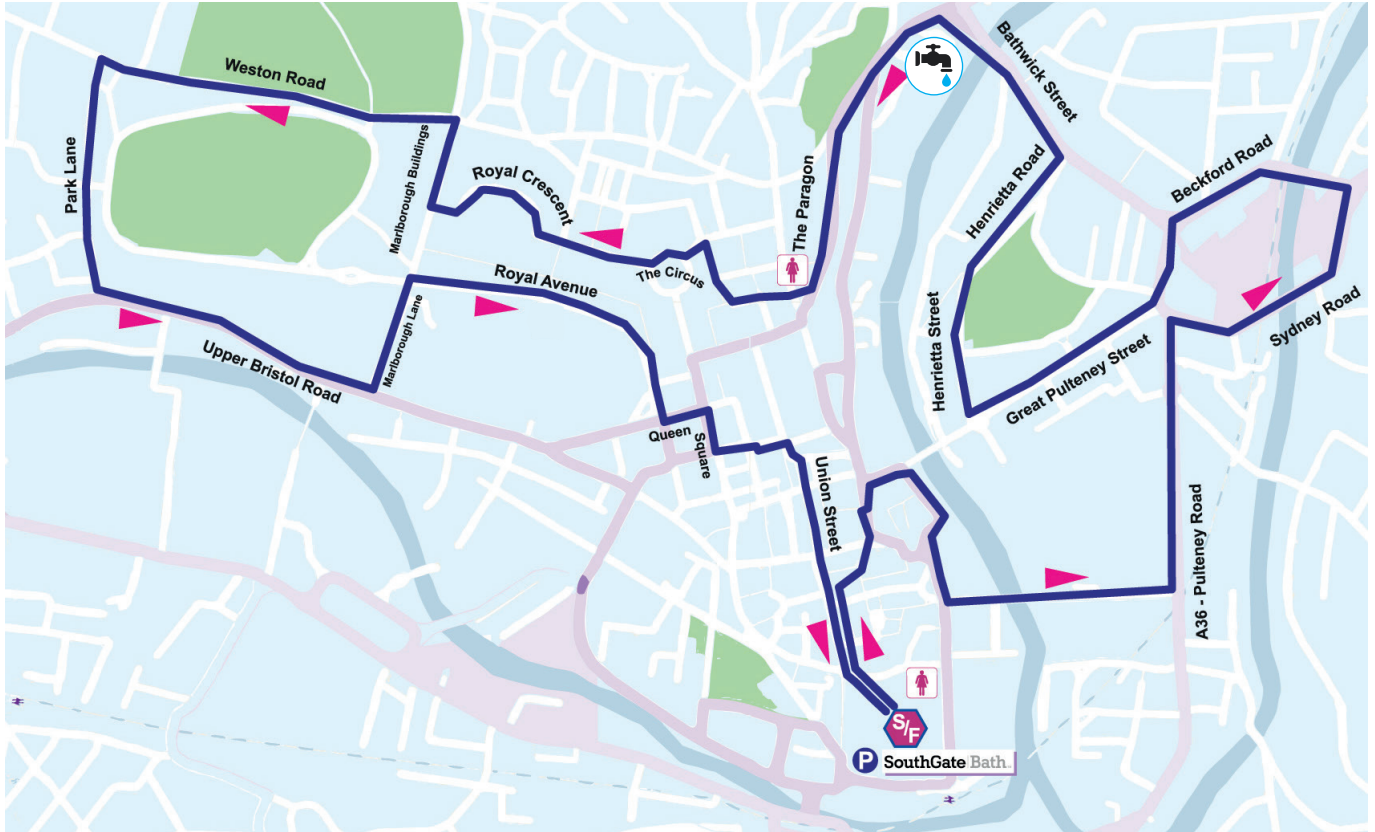 Weston Road
Bathwick Street
Park Lane
Marlborough Buildings
Royal Crescent
The Paragon
Henrietta Road
Beckford Road
The Circus
Royal Avenue
Marlborough Lane
Upper Bristol Road
Henrietta Street
Great Pulteney Street
Sydney Road
Queen
Square
Union Street
A36 - Pulteney Road
S/F
P
SouthGate Bath